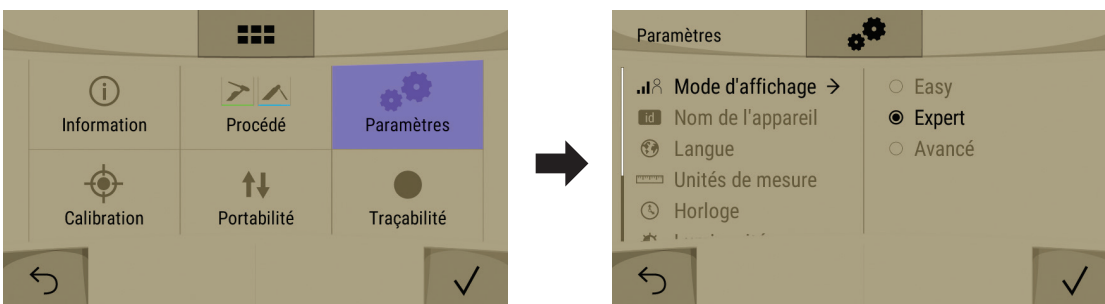 Information
Procédé
Paramètres
Calibration
Portabilité
Traçabilité
Paramètres
Mode d'affichage →
id Nom de l'appareil
Langue
Unités de mesure
Horloge
Easy
Expert
Avancé